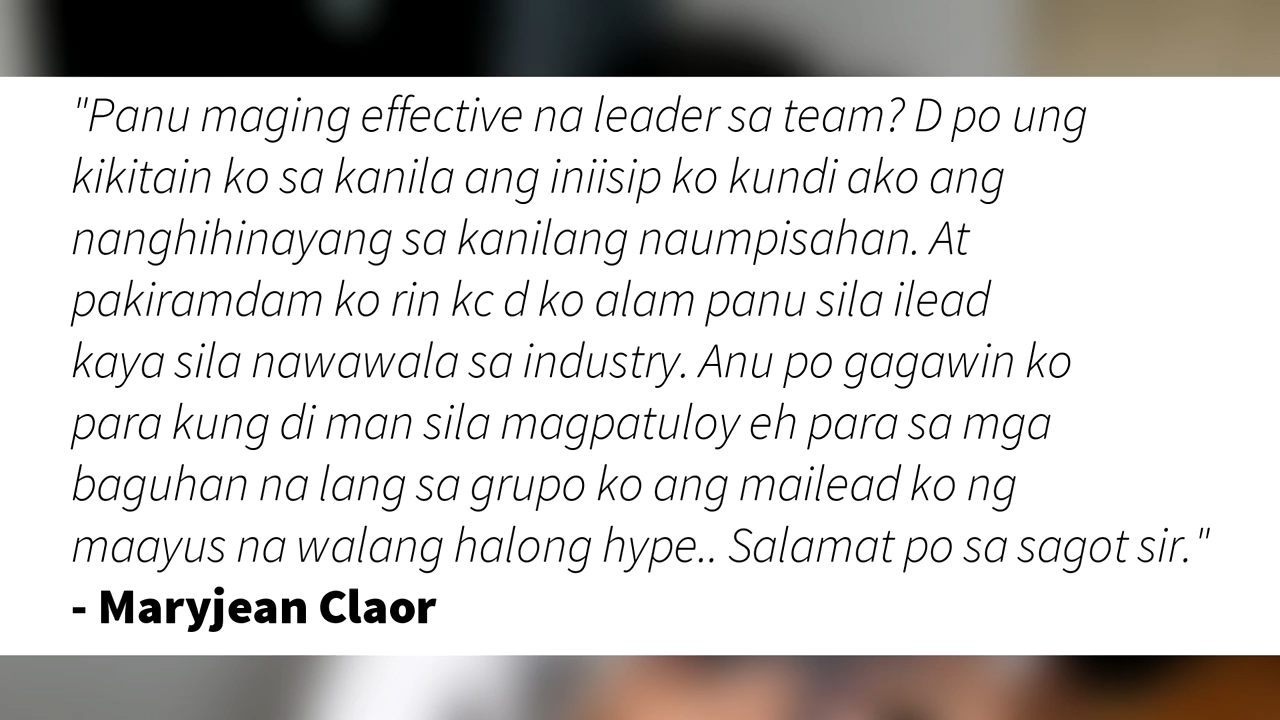 "Panu maging effective na leader sa team? D po ung
kikitain ko sa kanila ang iniisip ko kundi ako ang
nanghihinayang sa kanilang naumpisahan. At
pakiramdam ko rin kc d ko alam panu sila ilead
kaya sila nawawala sa industry. Anu po gagawin ko
para kung di man sila magpatuloy eh para sa mga
baguhan na lang sa grupo ko ang mailead ko ng
maayus na walang halong hype.. Salamat po sa sagot sir."
- Maryjean Claor